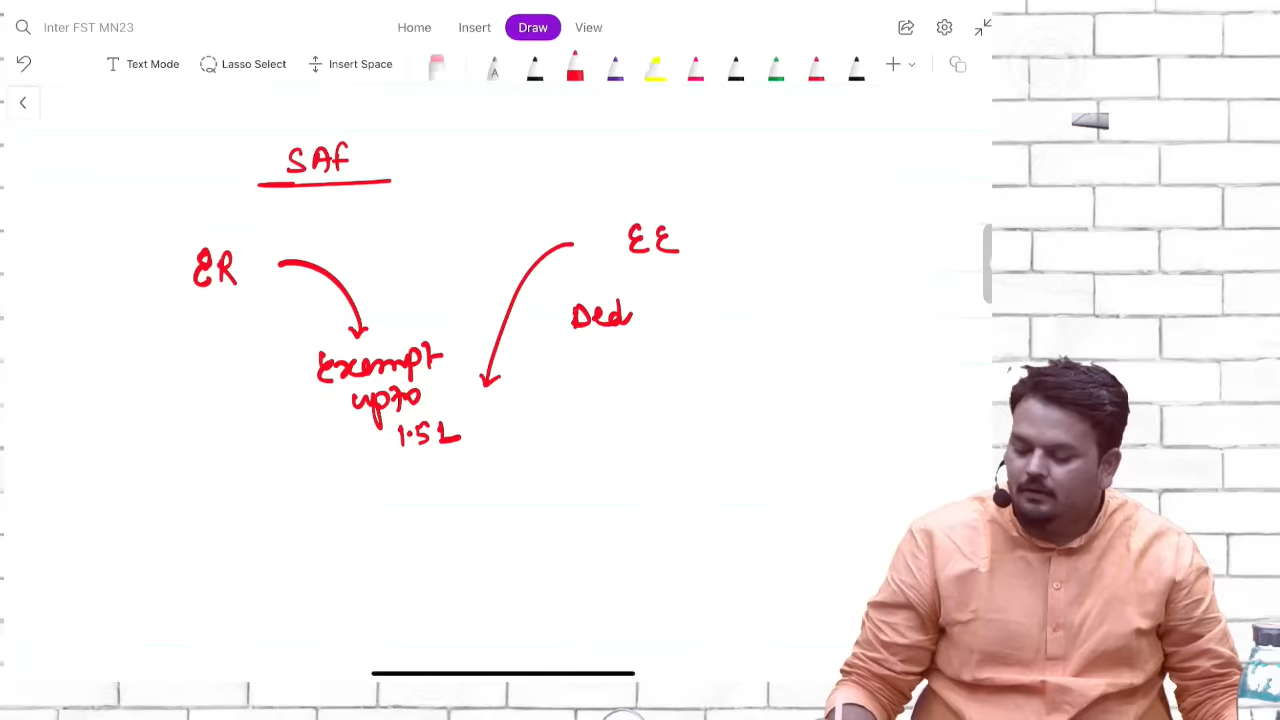 Inter FST MN23
Home Insert Draw View
Text Mode Lasso Select Insert Space
SAF
ER
EE
Ded
Exempt
upto
1.5L